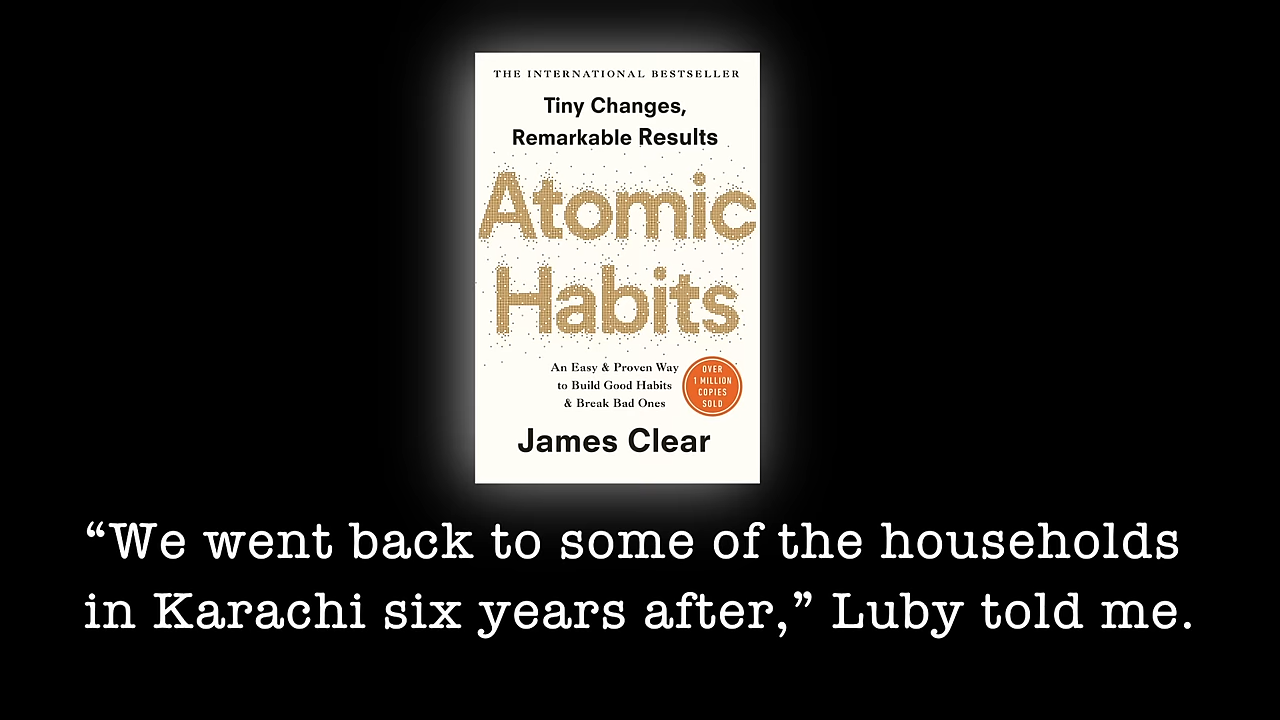 THE INTERNATIONAL BESTSELLER
Tiny Changes,
Remarkable Results
Atomic
Habits
An Easy & Proven Way
to Build Good Habits
& Break Bad Ones
OVER
1 MILLION
COPIES
SOLD
James Clear
“We went back to some of the households
in Karachi six years after,” Luby told me.